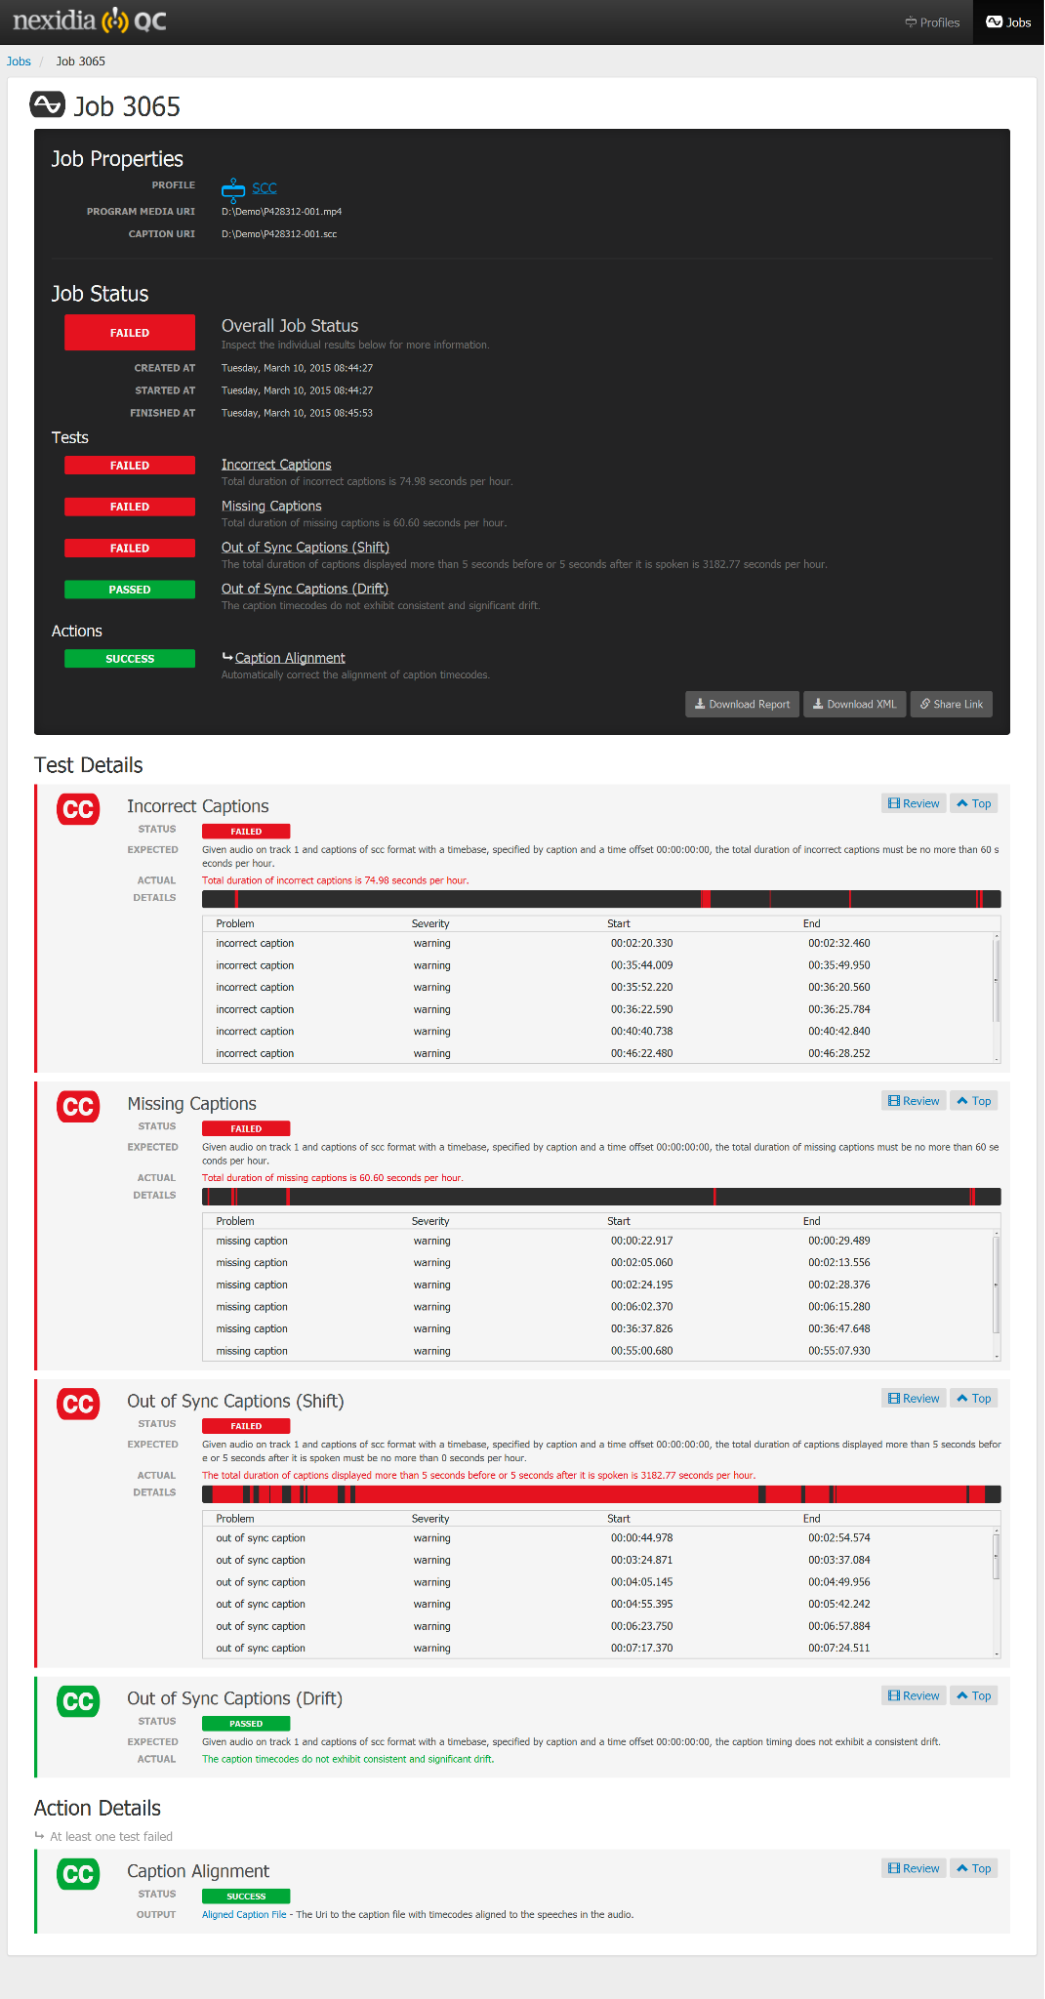 nexidia QC
Profiles
Jobs
Jobs / Job 3065
Job 3065
Job Properties
PROFILE SCC
PROGRAM MEDIA URI D:\Demo\P428312-001.mp4
CAPTION URI D:\Demo\P428312-001.scc
Job Status
FAILED Overall Job Status
Inspect the individual results below for more information.
CREATED AT Tuesday, March 10, 2015 08:44:27
STARTED AT Tuesday, March 10, 2015 08:44:27
FINISHED AT Tuesday, March 10, 2015 08:45:53
Tests
FAILED Incorrect Captions
Total duration of incorrect captions is 74.98 seconds per hour.
FAILED Missing Captions
Total duration of missing captions is 60.60 seconds per hour.
FAILED Out of Sync Captions (Shift)
The total duration of captions displayed more than 5 seconds before or 5 seconds after it is spoken is 3182.77 seconds per hour.
PASSED Out of Sync Captions (Drift)
The caption timecodes do not exhibit consistent and significant drift.
Actions
SUCCESS Caption Alignment
Automatically correct the alignment of caption timecodes.
Download Report Download XML Share Link
Test Details
CC Incorrect Captions Review Top
STATUS FAILED
EXPECTED Given audio on track 1 and captions of scc format with a timebase, specified by caption and a time offset 00:00:00:00, the total duration of incorrect captions must be no more than 60 s
econds per hour.
ACTUAL Total duration of incorrect captions is 74.98 seconds per hour.
DETAILS
Problem Severity Start End
incorrect caption warning 00:02:20.330 00:02:32.460
incorrect caption warning 00:35:44.009 00:35:49.950
incorrect caption warning 00:35:52.220 00:36:20.560
incorrect caption warning 00:36:22.590 00:36:25.784
incorrect caption warning 00:40:40.738 00:40:42.840
incorrect caption warning 00:46:22.480 00:46:28.252
CC Missing Captions Review Top
STATUS FAILED
EXPECTED Given audio on track 1 and captions of scc format with a timebase, specified by caption and a time offset 00:00:00:00, the total duration of missing captions must be no more than 60 se
conds per hour.
ACTUAL Total duration of missing captions is 60.60 seconds per hour.
DETAILS
Problem Severity Start End
missing caption warning 00:00:22.917 00:00:29.489
missing caption warning 00:02:05.060 00:02:13.556
missing caption warning 00:02:24.195 00:02:28.376
missing caption warning 00:06:02.370 00:06:15.280
missing caption warning 00:36:37.826 00:36:47.648
missing caption warning 00:55:00.680 00:55:07.930
CC Out of Sync Captions (Shift) Review Top
STATUS FAILED
EXPECTED Given audio on track 1 and captions of scc format with a timebase, specified by caption and a time offset 00:00:00:00, the total duration of captions displayed more than 5 seconds befor
e or 5 seconds after it is spoken must be no more than 0 seconds per hour.
ACTUAL The total duration of captions displayed more than 5 seconds before or 5 seconds after it is spoken is 3182.77 seconds per hour.
DETAILS
Problem Severity Start End
out of sync caption warning 00:00:44.978 00:02:54.574
out of sync caption warning 00:03:24.871 00:03:37.084
out of sync caption warning 00:04:05.145 00:04:49.956
out of sync caption warning 00:04:55.395 00:05:42.242
out of sync caption warning 00:06:23.750 00:06:57.884
out of sync caption warning 00:07:17.370 00:07:24.511
CC Out of Sync Captions (Drift) Review Top
STATUS PASSED
EXPECTED Given audio on track 1 and captions of scc format with a timebase, specified by caption and a time offset 00:00:00:00, the caption timing does not exhibit a consistent drift.
ACTUAL The caption timecodes do not exhibit consistent and significant drift.
Action Details
At least one test failed
CC Caption Alignment Review Top
STATUS SUCCESS
OUTPUT Aligned Caption File - The Uri to the caption file with timecodes aligned to the speeches in the audio.